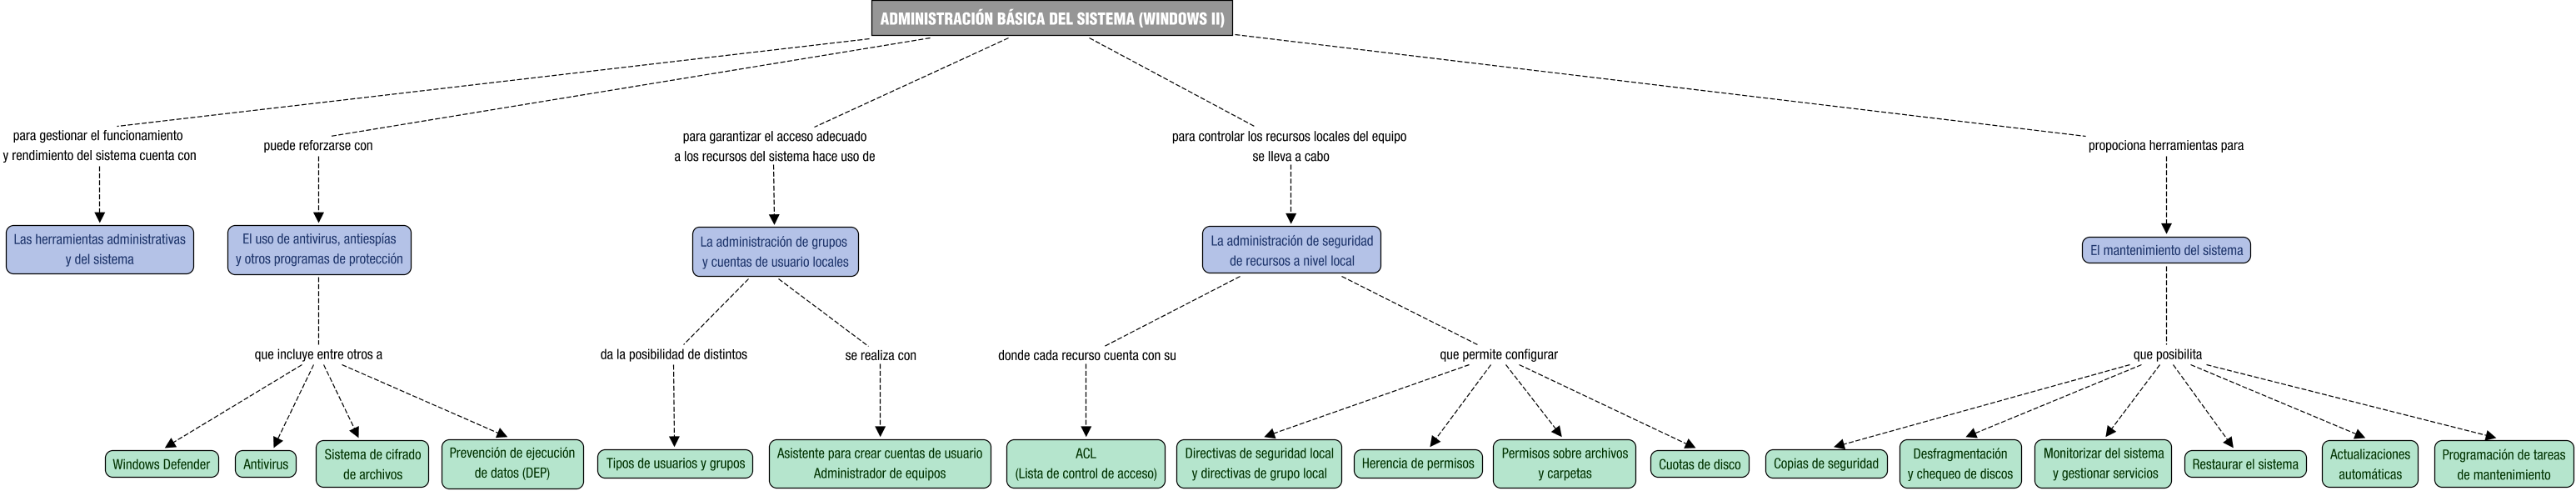 ADMINISTRACIÓN BÁSICA DEL SISTEMA (WINDOWS II)
para gestionar el funcionamiento
y rendimiento del sistema cuenta con
puede reforzarse con
para garantizar el acceso adecuado
a los recursos del sistema hace uso de
para controlar los recursos locales del equipo
se lleva a cabo
propociona herramientas para
Las herramientas administrativas
y del sistema
El uso de antivirus, antiespías
y otros programas de protección
La administración de grupos
y cuentas de usuario locales
La administración de seguridad
de recursos a nivel local
El mantenimiento del sistema
que incluye entre otros a
da la posibilidad de distintos
se realiza con
donde cada recurso cuenta con su
que permite configurar
que posibilita
Windows Defender
Antivirus
Sistema de cifrado
de archivos
Prevención de ejecución
de datos (DEP)
Tipos de usuarios y grupos
Asistente para crear cuentas de usuario
Administrador de equipos
ACL
(Lista de control de acceso)
Directivas de seguridad local
y directivas de grupo local
Herencia de permisos
Permisos sobre archivos
y carpetas
Cuotas de disco
Copias de seguridad
Desfragmentación
y chequeo de discos
Monitorizar del sistema
y gestionar servicios
Restaurar el sistema
Actualizaciones
automáticas
Programación de tareas
de mantenimiento